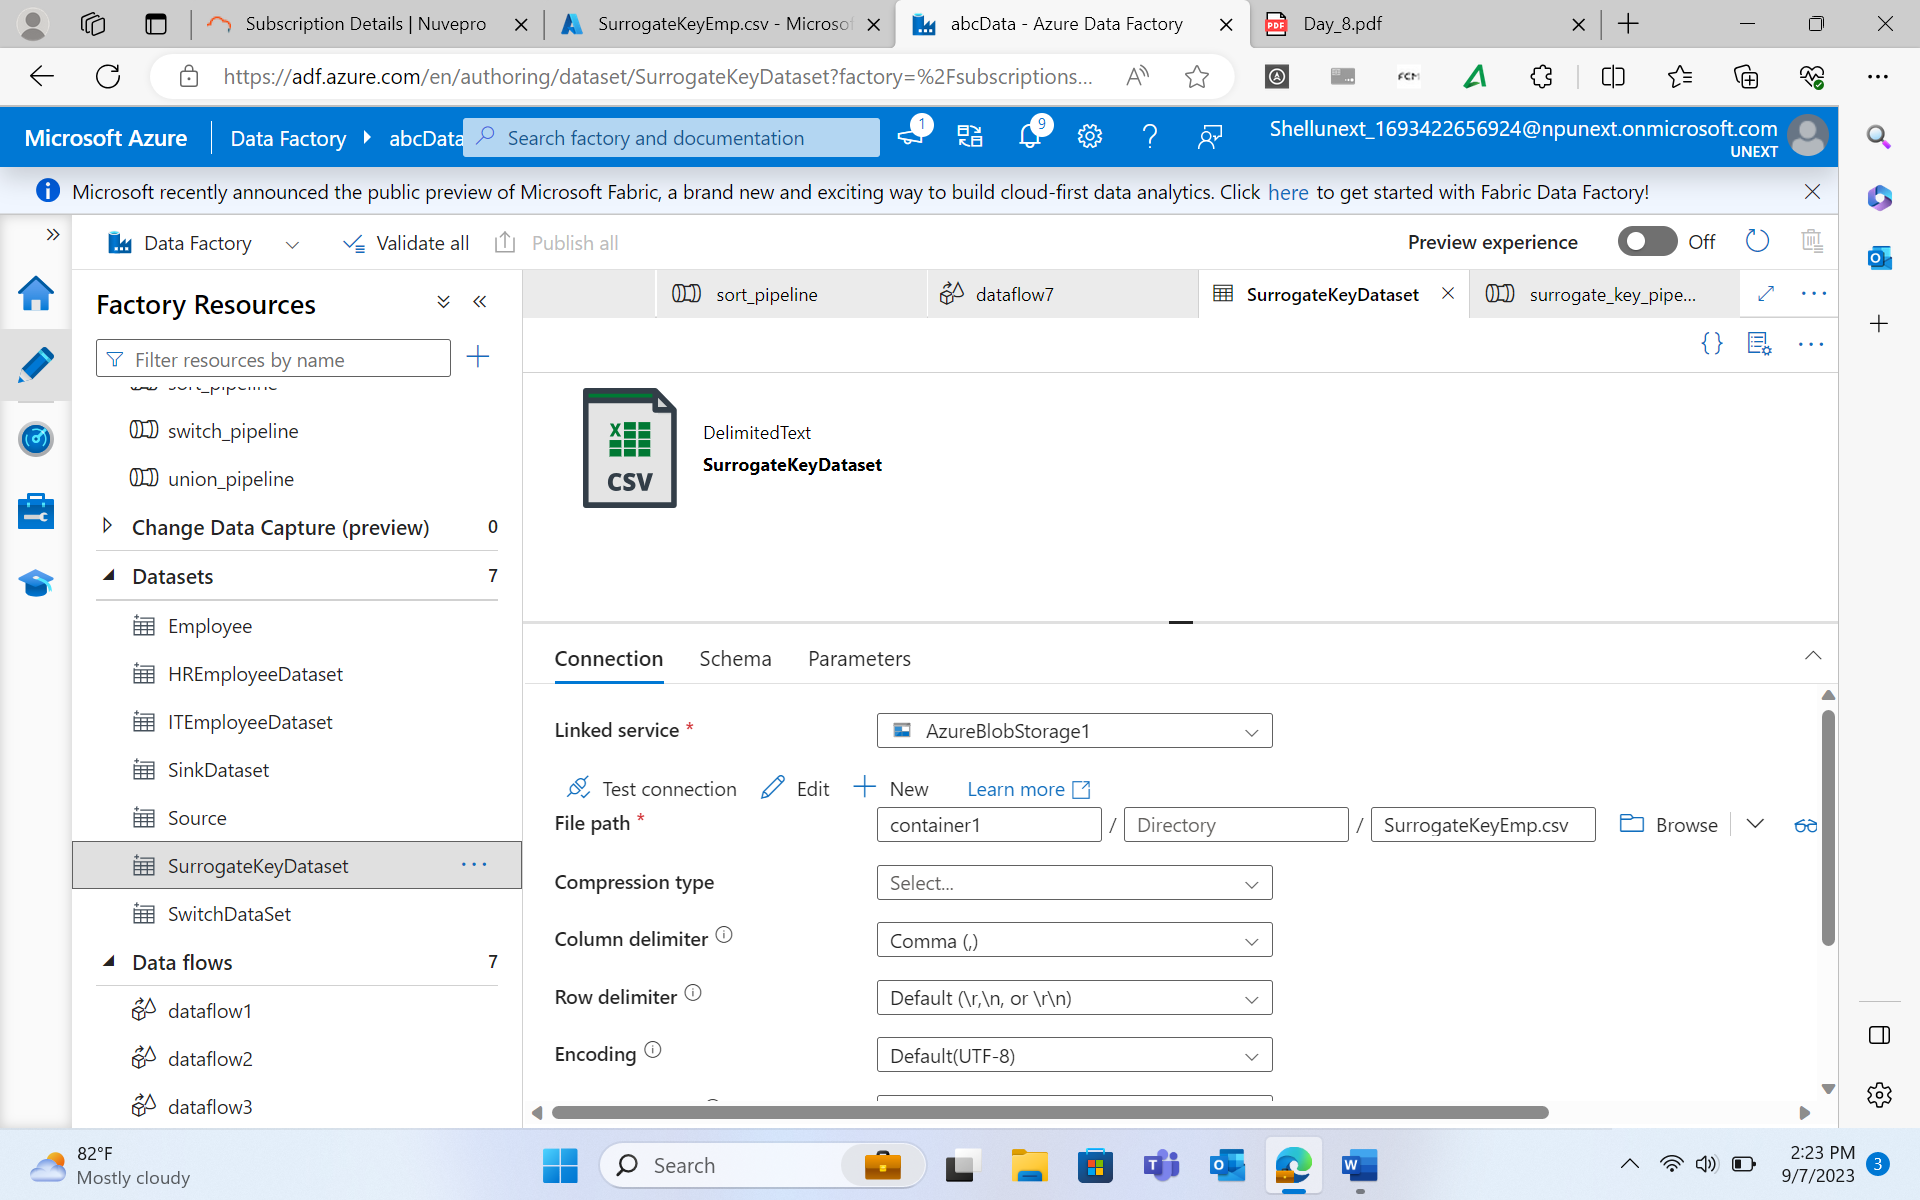 Subscription Details | Nuvepro
SurrogateKeyEmp.csv - Microsof
abcData - Azure Data Factory
Day_8.pdf
https://adf.azure.com/en/authoring/dataset/SurrogateKeyDataset?factory=%2Fsubscriptions...
Microsoft Azure
Data Factory
abcData
Search factory and documentation
1
9
Shellunext_1693422656924@npunext.onmicrosoft.com
UNEXT
Microsoft recently announced the public preview of Microsoft Fabric, a brand new and exciting way to build cloud-first data analytics. Click here to get started with Fabric Data Factory!
Data Factory
Validate all
Publish all
Preview experience
Off
Factory Resources
Filter resources by name
sort_pipeline
switch_pipeline
union_pipeline
Change Data Capture (preview) 0
Datasets 7
Employee
HREmployeeDataset
ITEmployeeDataset
SinkDataset
Source
SurrogateKeyDataset
SwitchDataSet
Data flows 7
dataflow1
dataflow2
dataflow3
sort_pipeline
dataflow7
SurrogateKeyDataset
surrogate_key_pipe...
X
CSV
DelimitedText
SurrogateKeyDataset
Connection
Schema
Parameters
Linked service *
AzureBlobStorage1
Test connection
Edit
New
Learn more
File path *
container1 / Directory / SurrogateKeyEmp.csv
Browse
Compression type
Select...
Column delimiter
Comma (,)
Row delimiter
Default (\r,\n, or \r\n)
Encoding
Default(UTF-8)
82°F
Mostly cloudy
Search
2:23 PM
9/7/2023
3